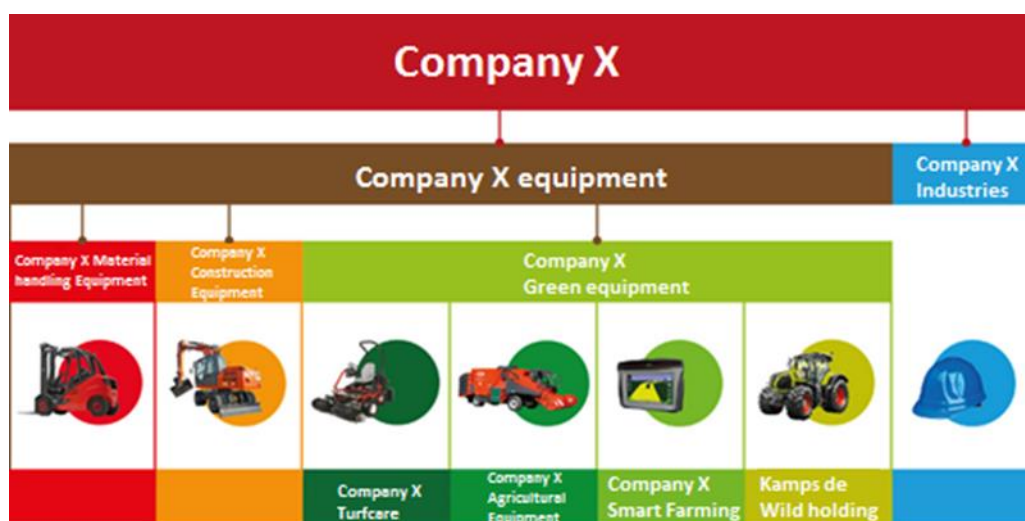 Company X
Company X equipment
Company X
Industries
Company X Material
handling Equipment
Company X
Construction
Equipment
Company X
Green equipment
Company X
Turfcare
Company X
Agricultural
Equipment
Company X
Smart Farming
Kamps de
Wild holding